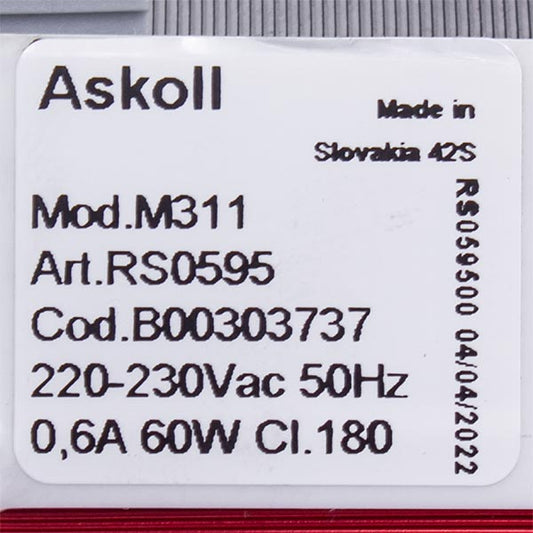 Askoll
Made in
Slovakia 42S
Mod.M311
Art.RS0595
Cod.B00303737
220-230Vac 50Hz
0,6A 60W Cl.180
RS059500 04/04/2022